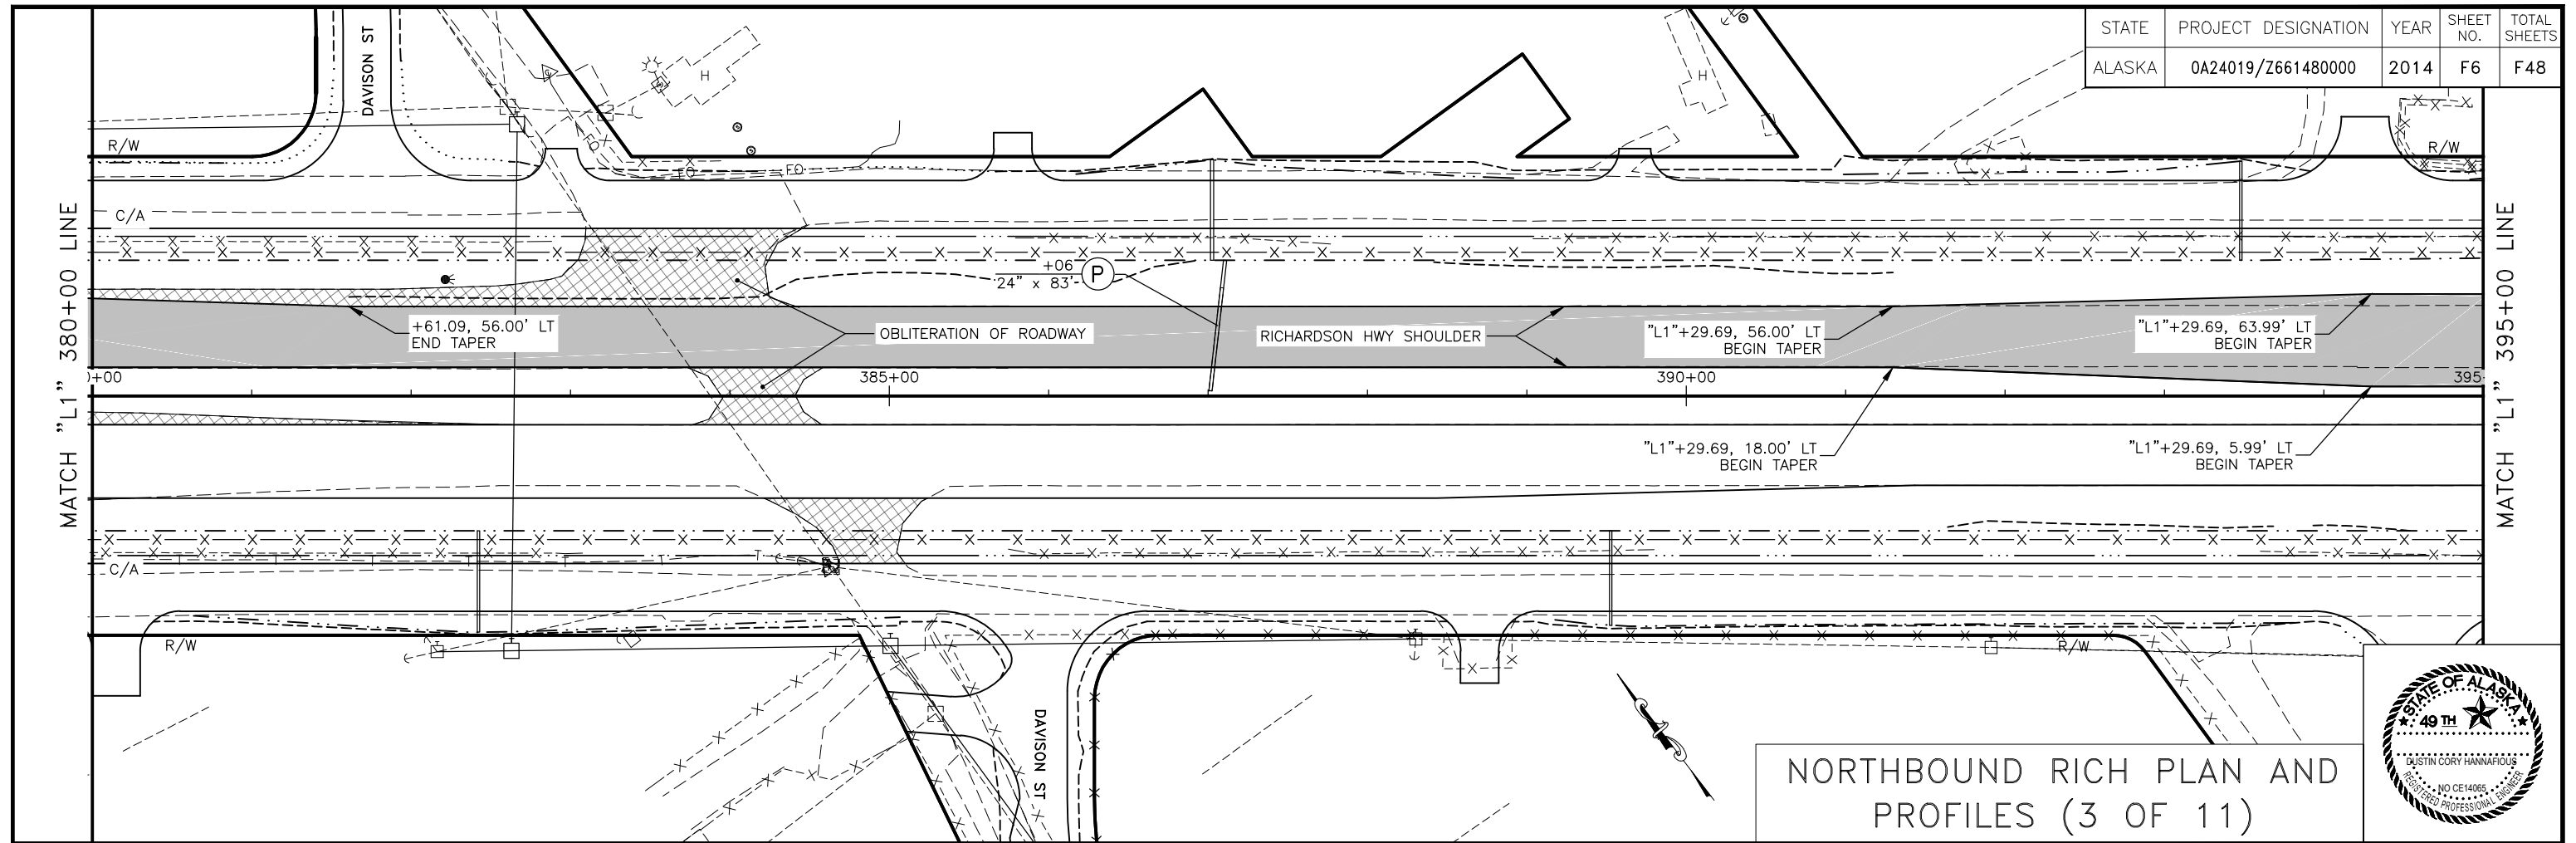 STATE PROJECT DESIGNATION YEAR SHEET NO. TOTAL SHEETS
ALASKA 0A24019/Z661480000 2014 F6 F48
DAVISON ST
H
H
R/W
R/W
FO
FO
FO
C/A
MATCH "L1" 380+00 LINE
MATCH "L1" 395+00 LINE
+06
24" x 83'
P
+61.09, 56.00' LT
END TAPER
OBLITERATION OF ROADWAY
RICHARDSON HWY SHOULDER
"L1"+29.69, 56.00' LT
BEGIN TAPER
"L1"+29.69, 63.99' LT
BEGIN TAPER
0+00
385+00
390+00
395
"L1"+29.69, 18.00' LT
BEGIN TAPER
"L1"+29.69, 5.99' LT
BEGIN TAPER
C/A
R/W
R/W
DAVISON ST
NORTHBOUND RICH PLAN AND
PROFILES (3 OF 11)
STATE OF ALASKA
49 TH
DUSTIN CORY HANNAFIOUS
NO CE14065
REGISTERED PROFESSIONAL ENGINEER